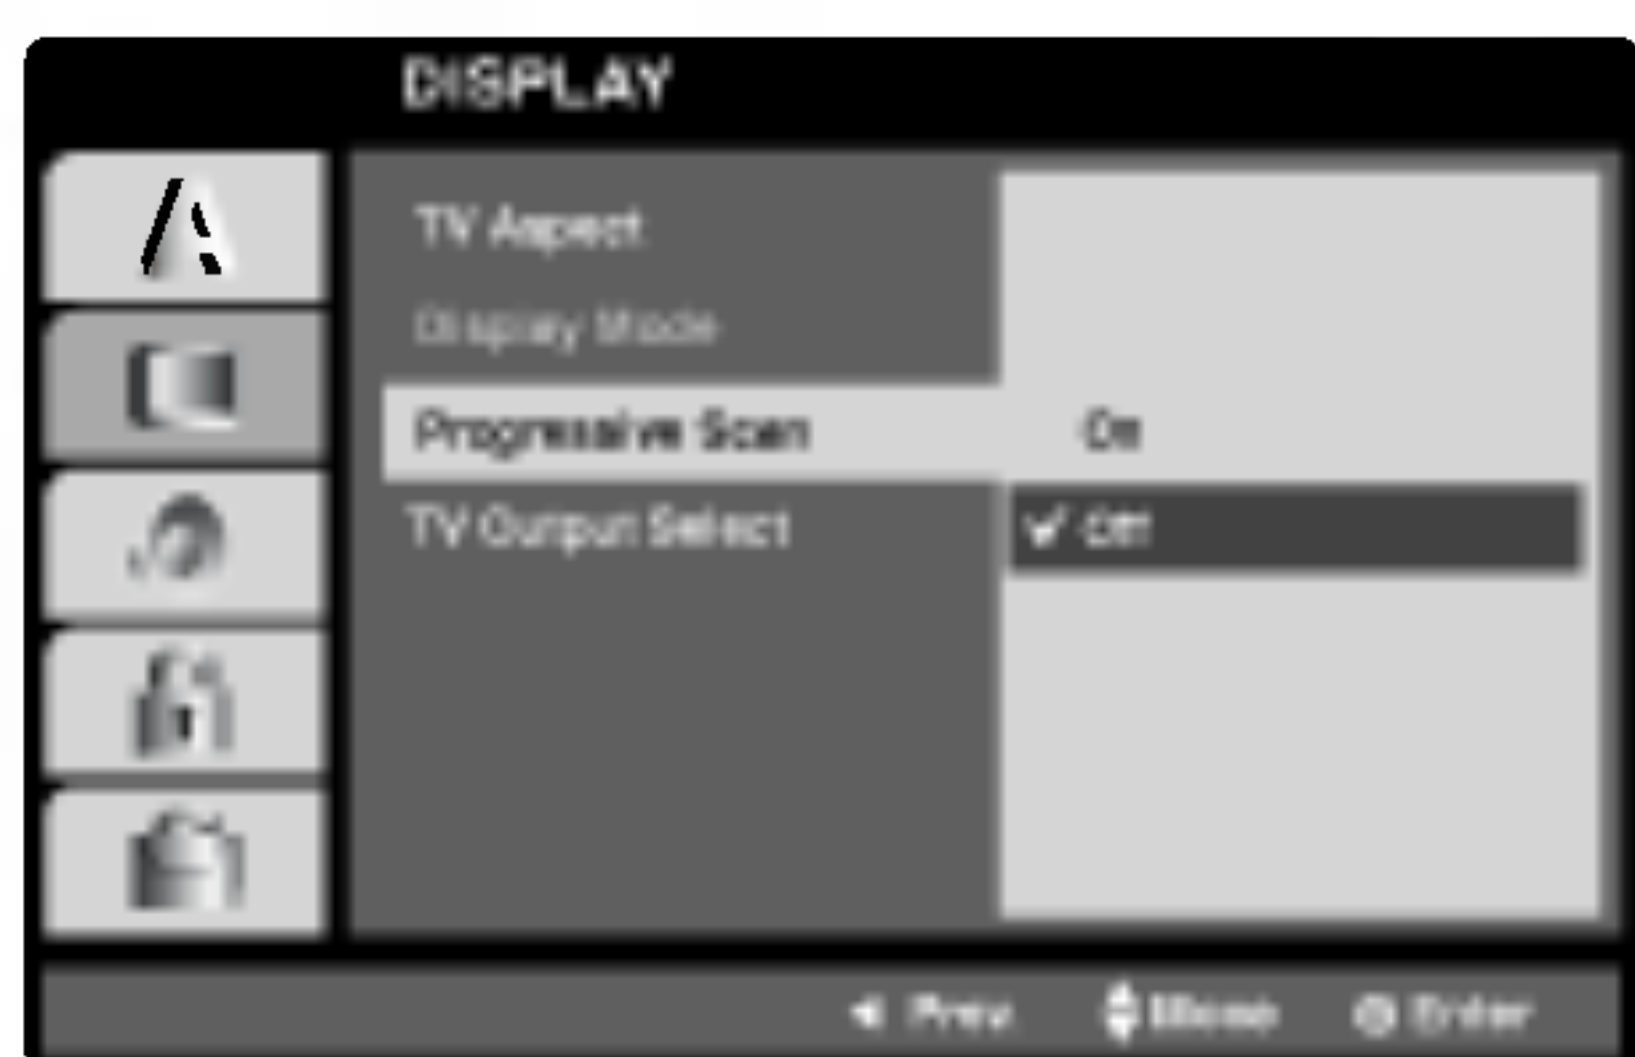 DISPLAY
TV Aspect
Display Mode
Progressive Scan On
TV Output Select ✓ Off
◀ Prev. Move Enter